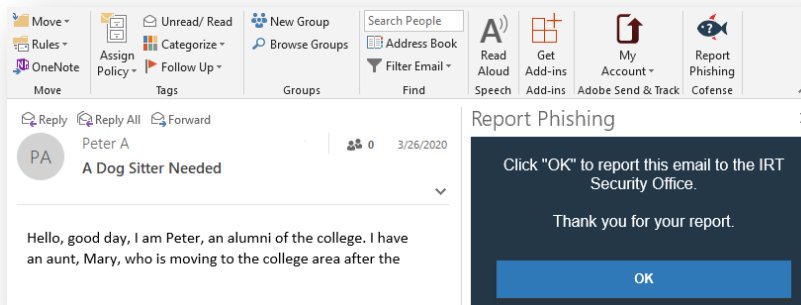 Move
Rules
OneNote
Move
Assign
Policy
Unread/ Read
Categorize
Follow Up
Tags
New Group
Browse Groups
Groups
Search People
Address Book
Filter Email
Find
A))
Read
Aloud
Speech
Get
Add-ins
Add-ins
My
Account
Adobe Send & Track
Report
Phishing
Cofense
Reply Reply All Forward
PA
Peter A
0 3/26/2020
A Dog Sitter Needed
Hello, good day, I am Peter, an alumni of the college. I have
an aunt, Mary, who is moving to the college area after the
Report Phishing
Click "OK" to report this email to the IRT
Security Office.
Thank you for your report.
OK